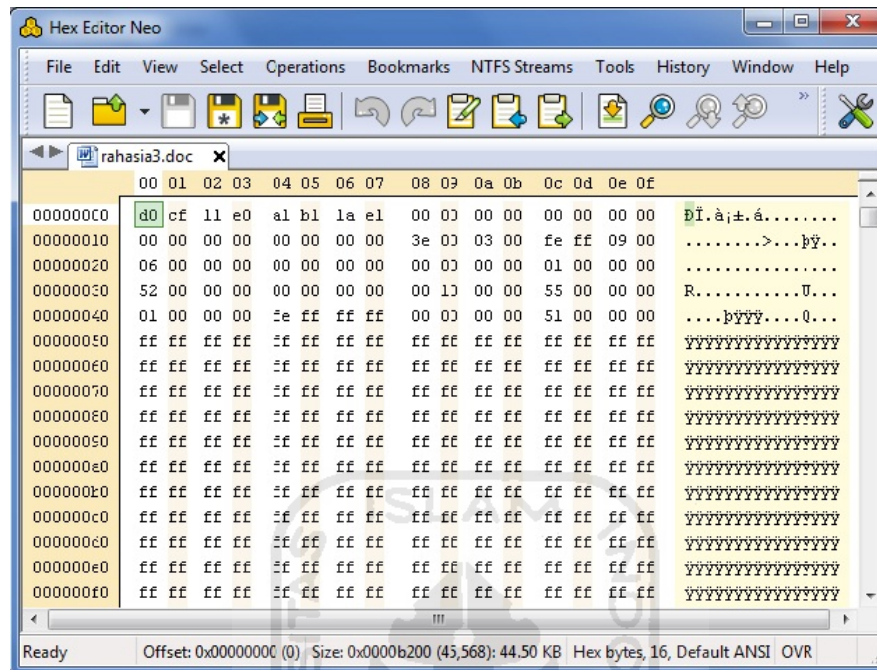 Hex Editor Neo
File Edit View Select Operations Bookmarks NTFS Streams Tools History Window Help
rahasia3.doc
00 01 02 03 04 05 06 07 08 09 0a 0b 0c 0d 0e 0f
00000000 d0 cf 11 e0 a1 b1 1a e1 00 00 00 00 00 00 00 00 ÐÏ.à¡±.á........
00000010 00 00 00 00 00 00 00 00 3e 00 03 00 fe ff 09 00 ........>...þÿ..
00000020 06 00 00 00 00 00 00 00 00 00 00 00 01 00 00 00 ................
00000030 52 00 00 00 00 00 00 00 00 10 00 00 55 00 00 00 R...........U...
00000040 01 00 00 00 fe ff ff ff 00 00 00 00 51 00 00 00 ....þÿÿÿ....Q...
00000050 ff ff ff ff ff ff ff ff ff ff ff ff ff ff ff ff ÿÿÿÿÿÿÿÿÿÿÿÿÿÿÿÿ
00000060 ff ff ff ff ff ff ff ff ff ff ff ff ff ff ff ff ÿÿÿÿÿÿÿÿÿÿÿÿÿÿÿÿ
00000070 ff ff ff ff ff ff ff ff ff ff ff ff ff ff ff ff ÿÿÿÿÿÿÿÿÿÿÿÿÿÿÿÿ
00000080 ff ff ff ff ff ff ff ff ff ff ff ff ff ff ff ff ÿÿÿÿÿÿÿÿÿÿÿÿÿÿÿÿ
00000090 ff ff ff ff ff ff ff ff ff ff ff ff ff ff ff ff ÿÿÿÿÿÿÿÿÿÿÿÿÿÿÿÿ
000000a0 ff ff ff ff ff ff ff ff ff ff ff ff ff ff ff ff ÿÿÿÿÿÿÿÿÿÿÿÿÿÿÿÿ
000000b0 ff ff ff ff ff ff ff ff ff ff ff ff ff ff ff ff ÿÿÿÿÿÿÿÿÿÿÿÿÿÿÿÿ
000000c0 ff ff ff ff ff ff ff ff ff ff ff ff ff ff ff ff ÿÿÿÿÿÿÿÿÿÿÿÿÿÿÿÿ
000000d0 ff ff ff ff ff ff ff ff ff ff ff ff ff ff ff ff ÿÿÿÿÿÿÿÿÿÿÿÿÿÿÿÿ
000000e0 ff ff ff ff ff ff ff ff ff ff ff ff ff ff ff ff ÿÿÿÿÿÿÿÿÿÿÿÿÿÿÿÿ
000000f0 ff ff ff ff ff ff ff ff ff ff ff ff ff ff ff ff ÿÿÿÿÿÿÿÿÿÿÿÿÿÿÿÿ
ISLAM
Ready Offset: 0x00000000 (0) Size: 0x0000b200 (45,568): 44.50 KB Hex bytes, 16, Default ANSI OVR